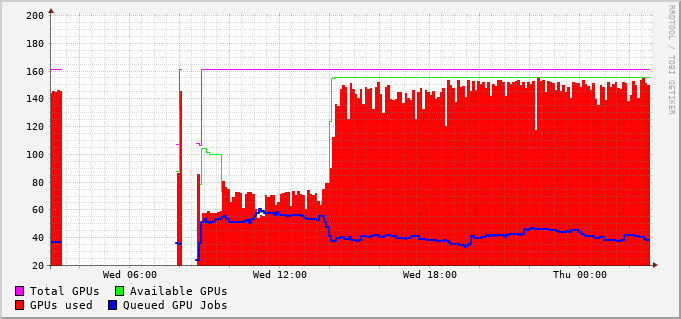 200
180
160
140
120
100
80
60
40
20
Wed 06:00 Wed 12:00 Wed 18:00 Thu 00:00
Total GPUs Available GPUs
GPUs used Queued GPU Jobs
RRDTOOL / TOBI OETIKER